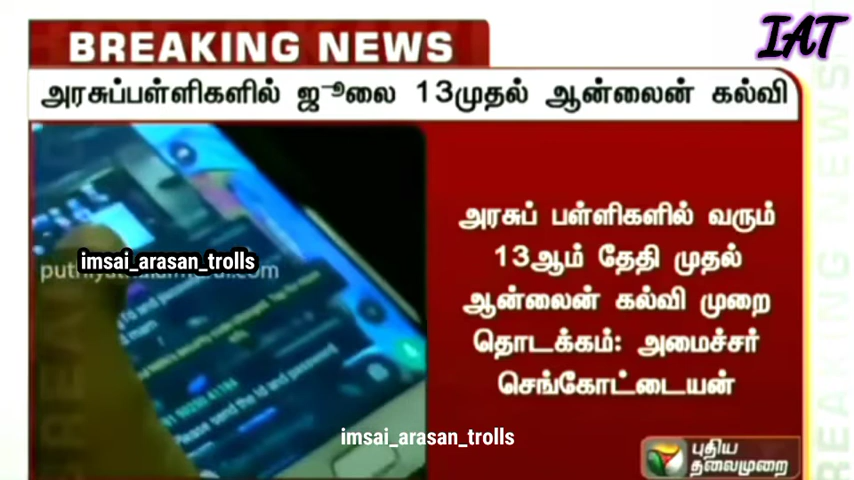 IAT
BREAKING NEWS
அரசுப்பள்ளிகளில் ஜூலை 13முதல் ஆன்லைன் கல்வி
அரசுப் பள்ளிகளில் வரும்
13ஆம் தேதி முதல்
ஆன்லைன் கல்வி முறை
தொடக்கம்: அமைச்சர்
செங்கோட்டையன்
imsai_arasan_trolls
Please send the Id and password
imsai_arasan_trolls
புதிய
தலைமுறை